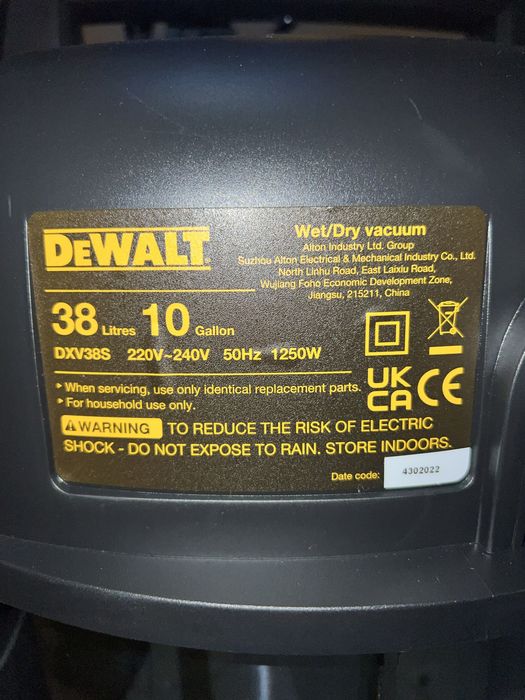 DEWALT
Wet/Dry vacuum
Alton Industry Ltd. Group
Suzhou Alton Electrical & Mechanical Industry Co., Ltd.
North Linhu Road, East Laixiu Road,
Wujiang Foho Economic Development Zone,
Jiangsu, 215211, China
38 Litres 10 Gallon
DXV38S 220V~240V 50Hz 1250W
▸ When servicing, use only identical replacement parts.
▸ For household use only.
UK
CA CE
⚠ WARNING TO REDUCE THE RISK OF ELECTRIC
SHOCK - DO NOT EXPOSE TO RAIN. STORE INDOORS.
Date code: 4302022